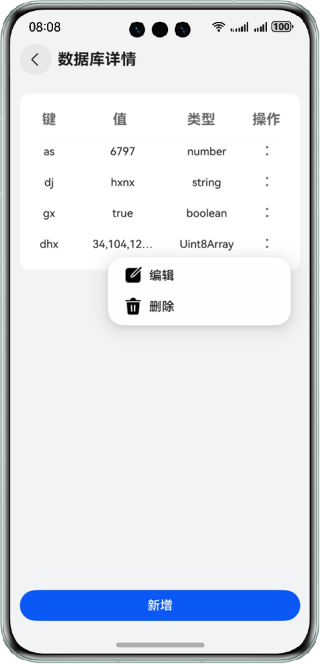 08:08 100
数据库详情
键 值 类型 操作
as 6797 number
dj hxnx string
gx true boolean
dhx 34,104,12... Uint8Array
编辑
删除
新增